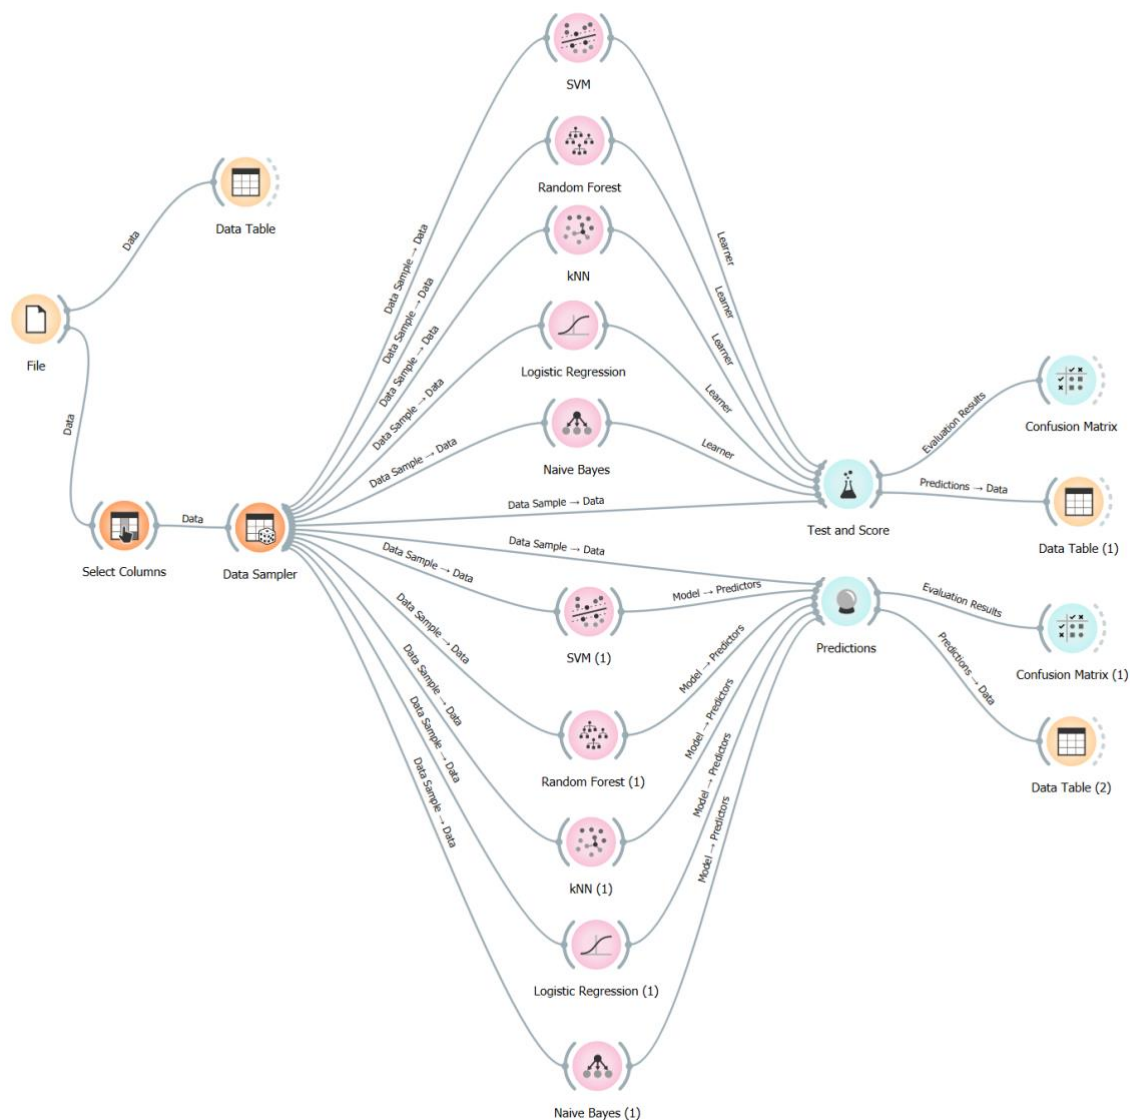 SVM
Random Forest
Data Table
kNN
File
Logistic Regression
Naive Bayes
Confusion Matrix
Select Columns
Data Sampler
Test and Score
Data Table (1)
SVM (1)
Predictions
Confusion Matrix (1)
Random Forest (1)
Data Table (2)
kNN (1)
Logistic Regression (1)
Naive Bayes (1)
Data
Data
Data
Data Sample → Data
Data Sample → Data
Data Sample → Data
Data Sample → Data
Data Sample → Data
Data Sample → Data
Data Sample → Data
Data Sample → Data
Data Sample → Data
Data Sample → Data
Data Sample → Data
Data Sample → Data
Learner
Learner
Learner
Learner
Learner
Model → Predictors
Model → Predictors
Model → Predictors
Model → Predictors
Model → Predictors
Evaluation Results
Predictions → Data
Evaluation Results
Predictions → Data